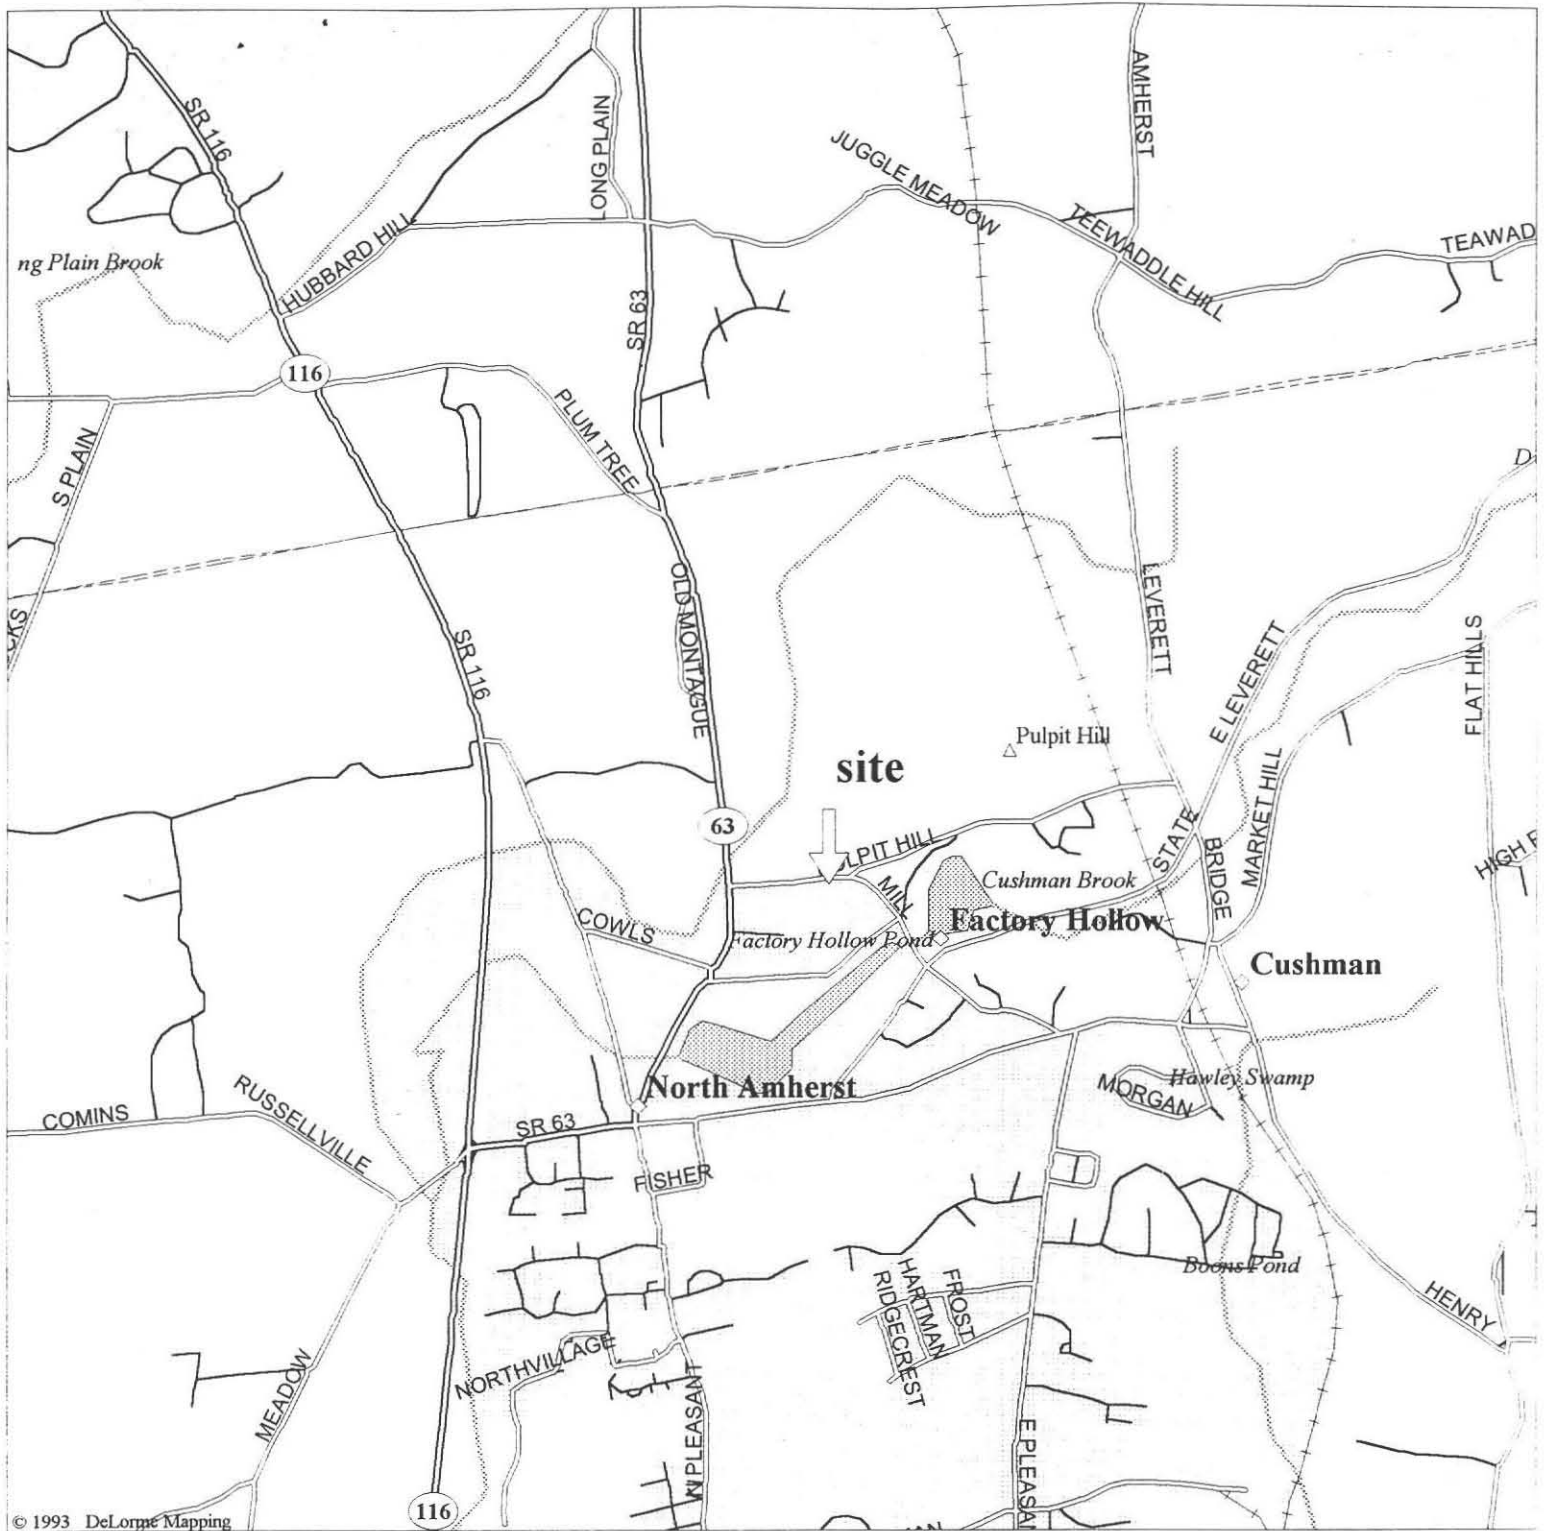 SR 116
LONG PLAIN
AMHERST
JUGGLE MEADOW
TEEWADDLE HILL
TEAWAD
ng Plain Brook
HUBBARD HILL
SR 63
116
PLUM TREE
S PLAIN
D
OLD MONTAGUE
LEVERETT
CKS
SR 116
E LEVERETT
FLAT HILLS
Pulpit Hill
site
MARKET HILL
63
STATE
BRIDGE
ULPIT HILL
HIGH P
MILL
Cushman Brook
COWLS
Factory Hollow Pond
Factory Hollow
Cushman
North Amherst
MORGAN
Hawley Swamp
COMINS
RUSSELLVILLE
SR 63
FISHER
Boons Pond
FROST
HARTMAN
RIDGECREST
HENRY
NORTHVILLAGE
MEADOW
N PLEASANT
E PLEASAN
116
© 1993 DeLorme Mapping